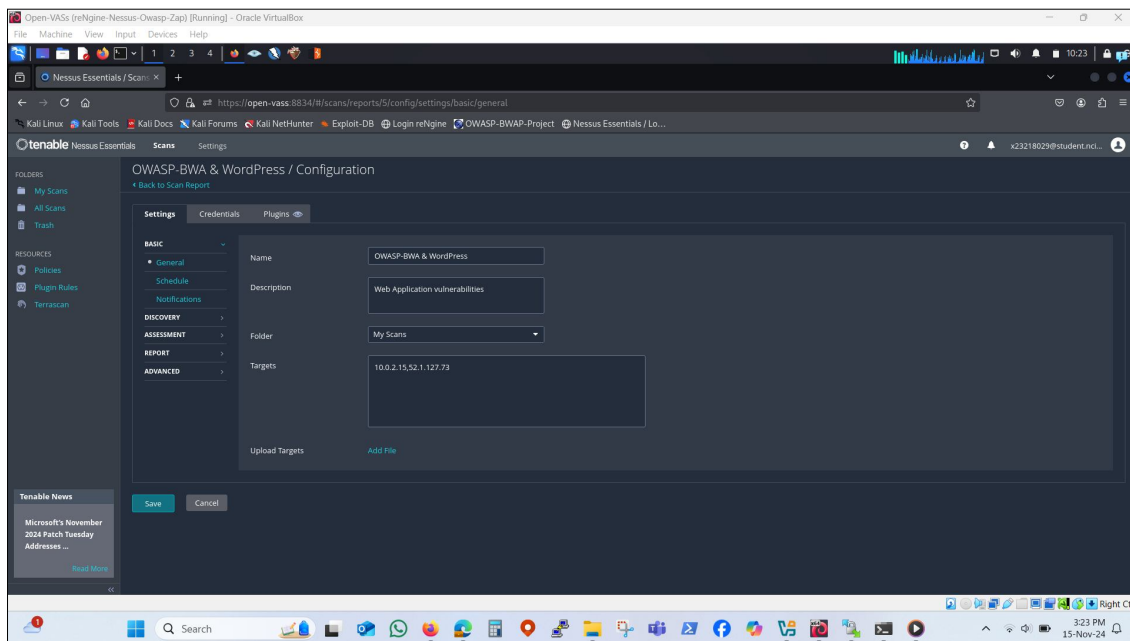 Open-VASs (reNgine-Nessus-Owasp-Zap) [Running] - Oracle VirtualBox
File Machine View Input Devices Help
1 2 3 4 10:23
Nessus Essentials / Scans
https://open-vass:8834/#/scans/reports/5/config/settings/basic/general
Kali Linux Kali Tools Kali Docs Kali Forums Kali NetHunter Exploit-DB Login reNgine OWASP-BWAP-Project Nessus Essentials / Lo...
tenable Nessus Essentials Scans Settings x23218029@student.nci...
FOLDERS
My Scans
All Scans
Trash
RESOURCES
Policies
Plugin Rules
Terrascan
OWASP-BWA & WordPress / Configuration
Back to Scan Report
Settings Credentials Plugins
BASIC
General
Schedule
Notifications
DISCOVERY
ASSESSMENT
REPORT
ADVANCED
Name OWASP-BWA & WordPress
Description Web Application vulnerabilities
Folder My Scans
Targets 10.0.2.15,52.1.127.73
Upload Targets Add File
Save Cancel
Tenable News
Microsoft's November
2024 Patch Tuesday
Addresses ...
Read More
Right Ct
Search
3:23 PM
15-Nov-24